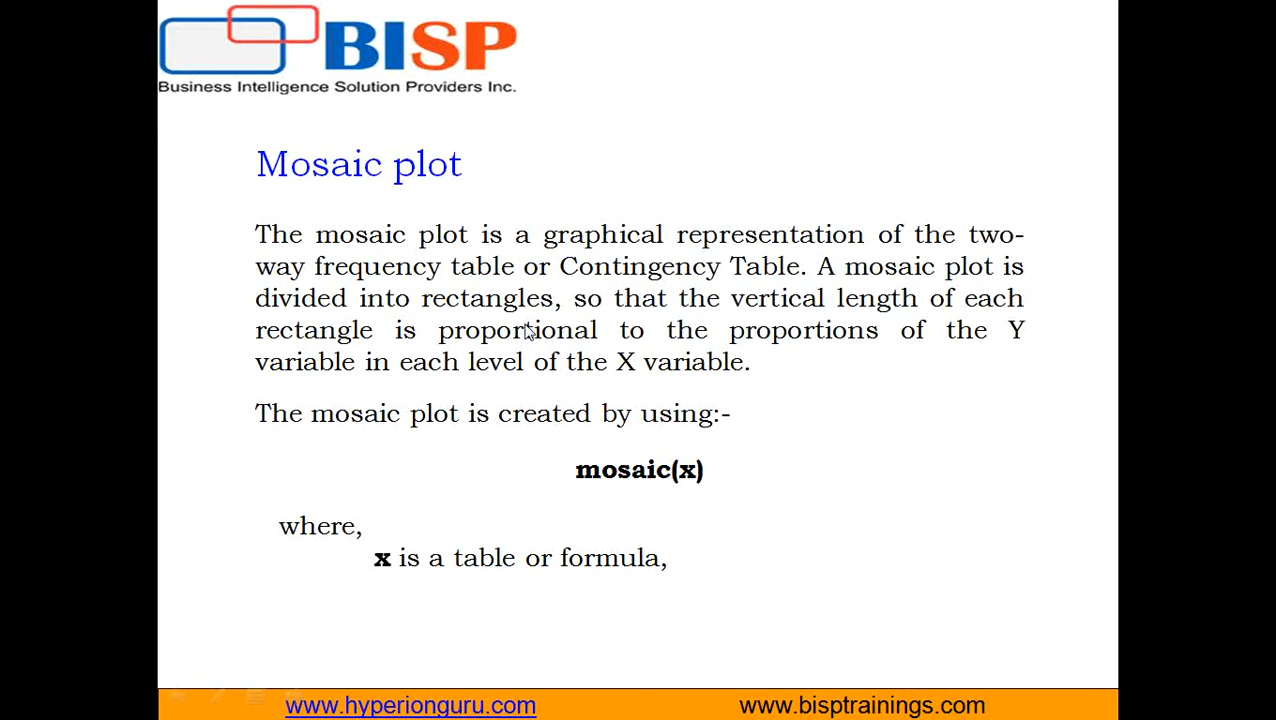 BISP
Business Intelligence Solution Providers Inc.
Mosaic plot
The mosaic plot is a graphical representation of the two-
way frequency table or Contingency Table. A mosaic plot is
divided into rectangles, so that the vertical length of each
rectangle is proportional to the proportions of the Y
variable in each level of the X variable.
The mosaic plot is created by using:-
mosaic(x)
where,
x is a table or formula,
www.hyperionguru.com www.bisptrainings.com